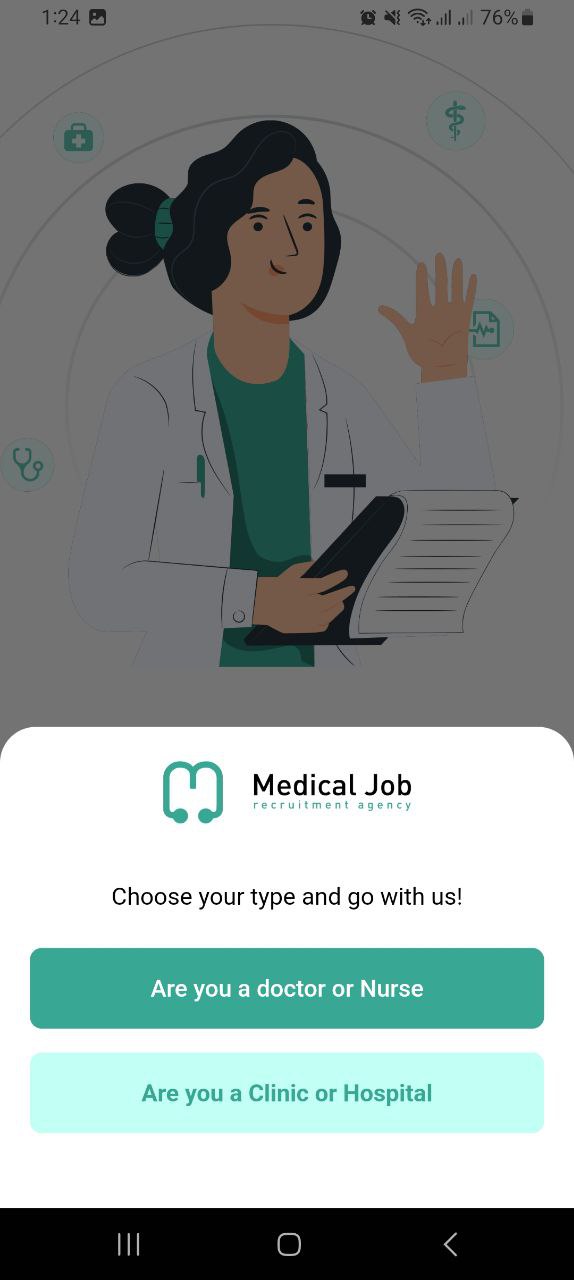 1:24 76%
Medical Job
recruitment agency
Choose your type and go with us!
Are you a doctor or Nurse
Are you a Clinic or Hospital